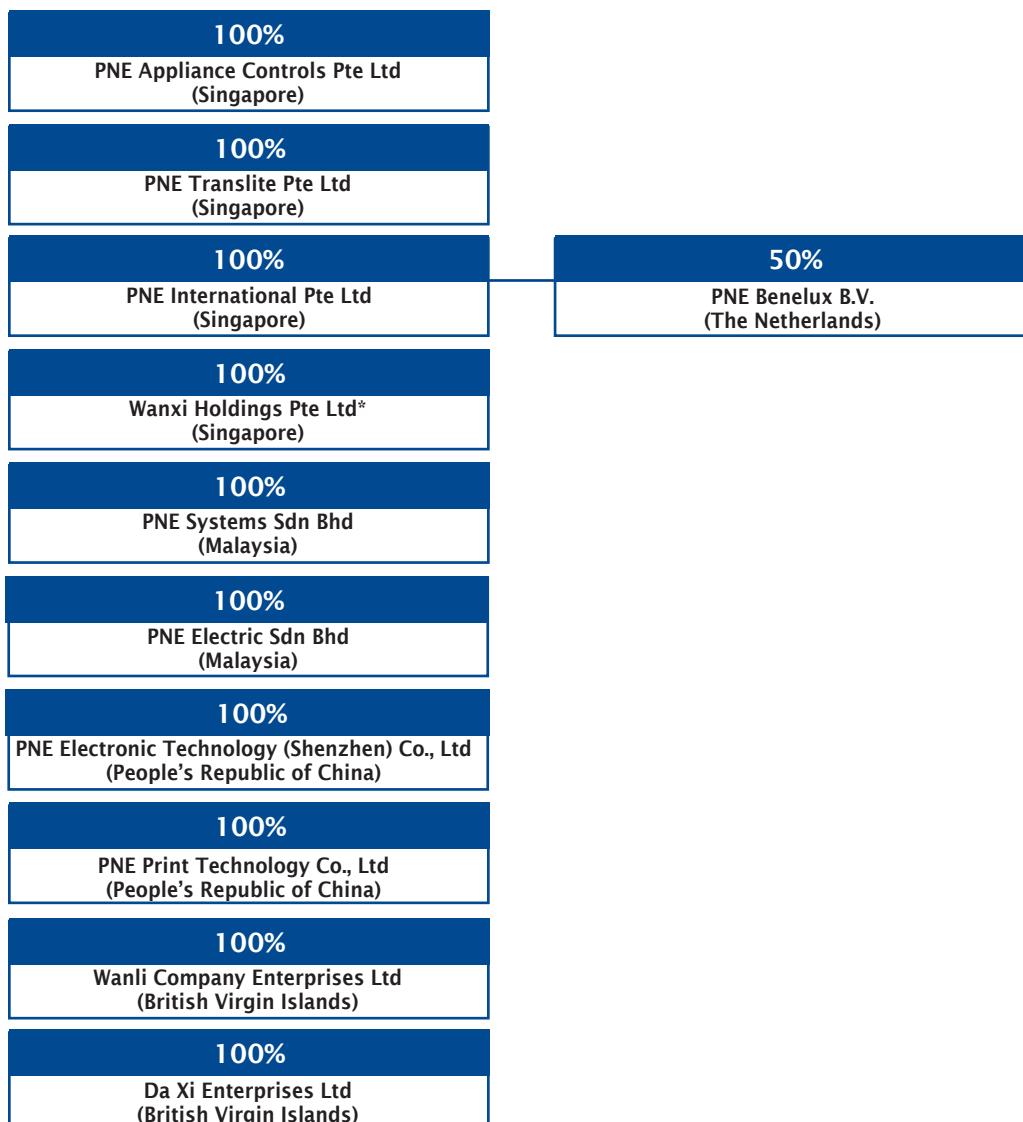 100%
PNE Appliance Controls Pte Ltd
(Singapore)
100%
PNE Translite Pte Ltd
(Singapore)
100%
PNE International Pte Ltd
(Singapore)
50%
PNE Benelux B.V.
(The Netherlands)
100%
Wanxi Holdings Pte Ltd*
(Singapore)
100%
PNE Systems Sdn Bhd
(Malaysia)
100%
PNE Electric Sdn Bhd
(Malaysia)
100%
PNE Electronic Technology (Shenzhen) Co., Ltd
(People’s Republic of China)
100%
PNE Print Technology Co., Ltd
(People’s Republic of China)
100%
Wanli Company Enterprises Ltd
(British Virgin Islands)
100%
Da Xi Enterprises Ltd
(British Virgin Islands)